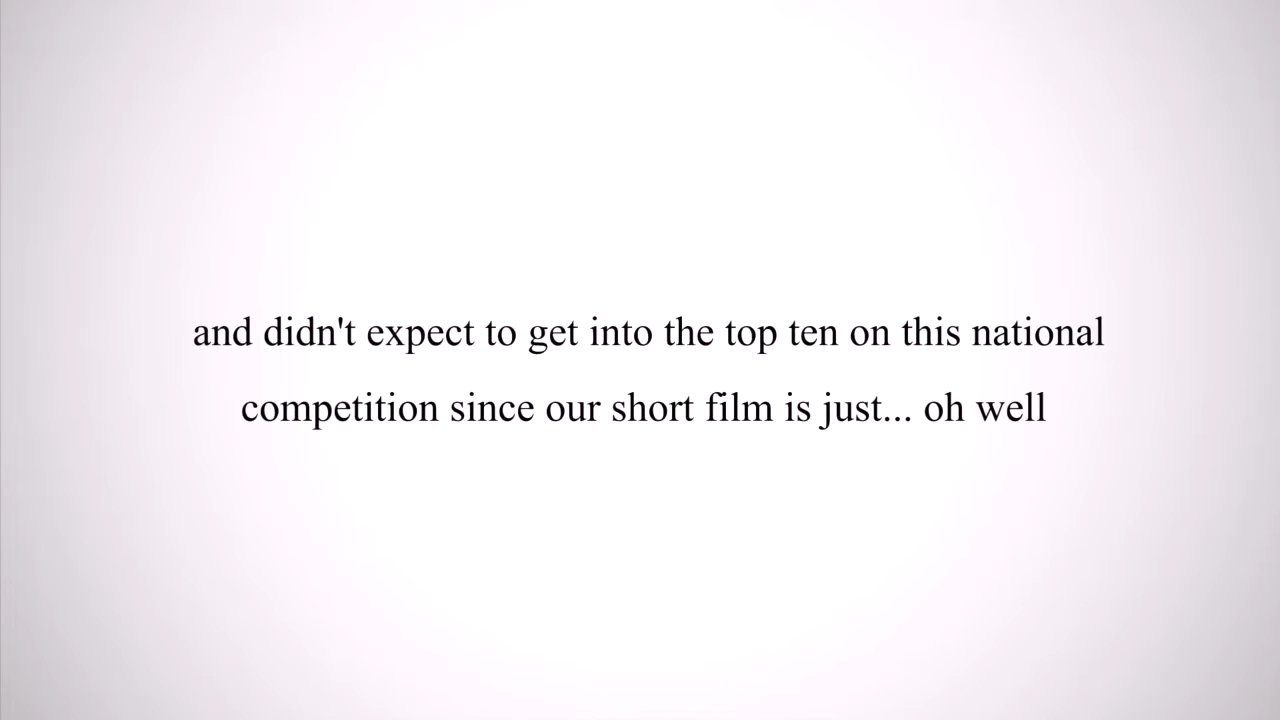 and didn't expect to get into the top ten on this national
competition since our short film is just... oh well